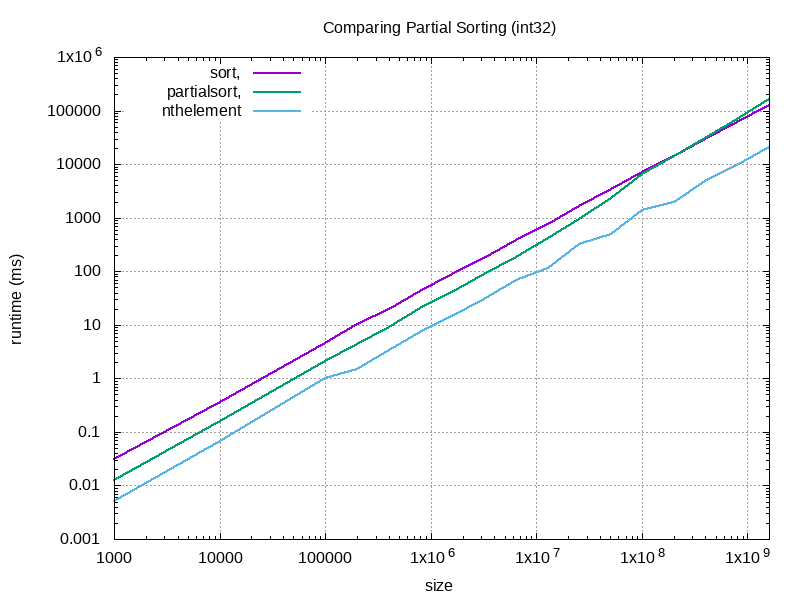 Comparing Partial Sorting (int32)
1x10^6
100000
10000
1000
100
10
1
0.1
0.01
0.001
runtime (ms)
sort,
partialsort,
nthelement
1000 10000 100000 1x10^6 1x10^7 1x10^8 1x10^9
size